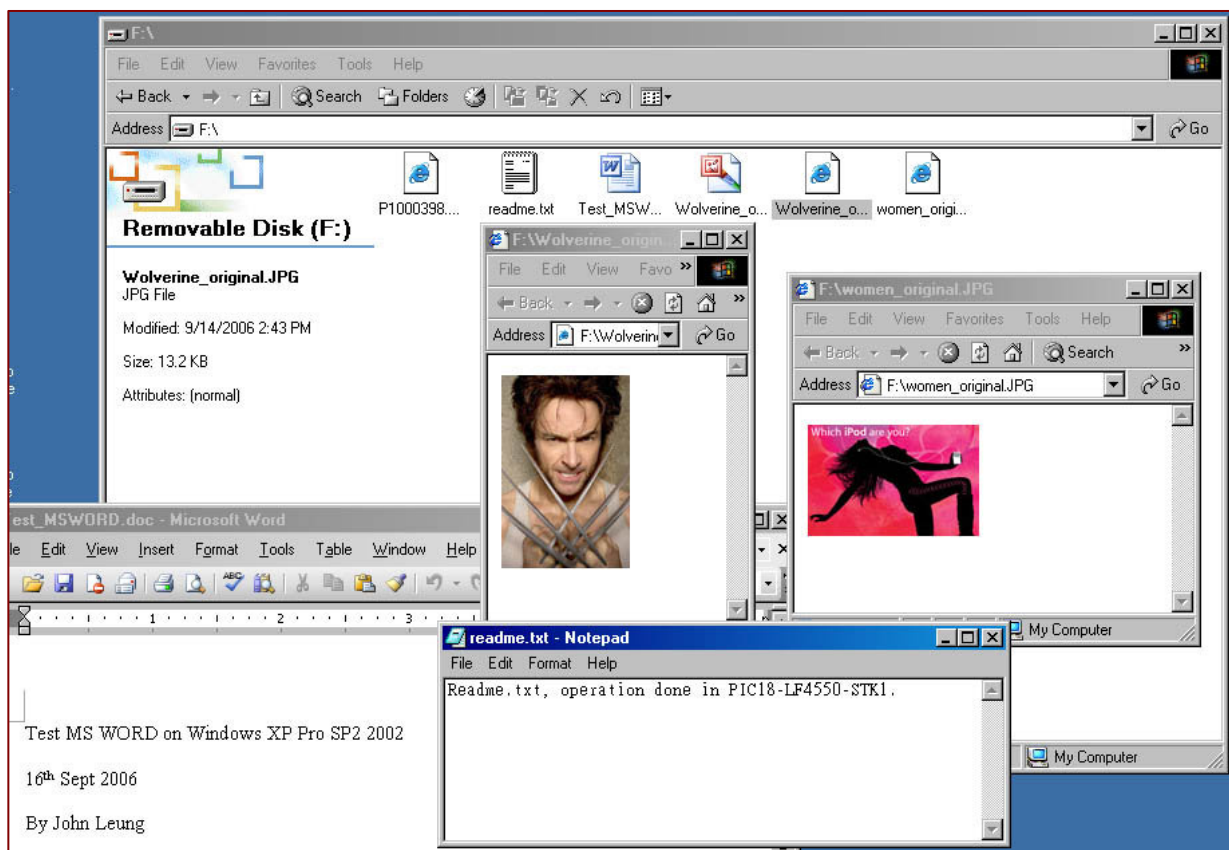 F:\
File Edit View Favorites Tools Help
Back Search Folders
Address F:\ Go
P1000398.... readme.txt Test_MSW... Wolverine_o... Wolverine_o... women_origi...
Removable Disk (F:)
Wolverine_original.JPG
JPG File
Modified: 9/14/2006 2:43 PM
Size: 13.2 KB
Attributes: (normal)
F:\Wolverine_origin...
File Edit View Favo »
Back »
Address F:\Wolverin Go
F:\women_original.JPG
File Edit View Favorites Tools Help
Back Search »
Address F:\women_original.JPG Go
Which iPod are you?
My Computer
est_MSWORD.doc - Microsoft Word
le Edit View Insert Format Tools Table Window Help
1 2 3
Test MS WORD on Windows XP Pro SP2 2002
16th Sept 2006
By John Leung
readme.txt - Notepad
File Edit Format Help
Readme.txt, operation done in PIC18-LF4550-STK1.
My Computer